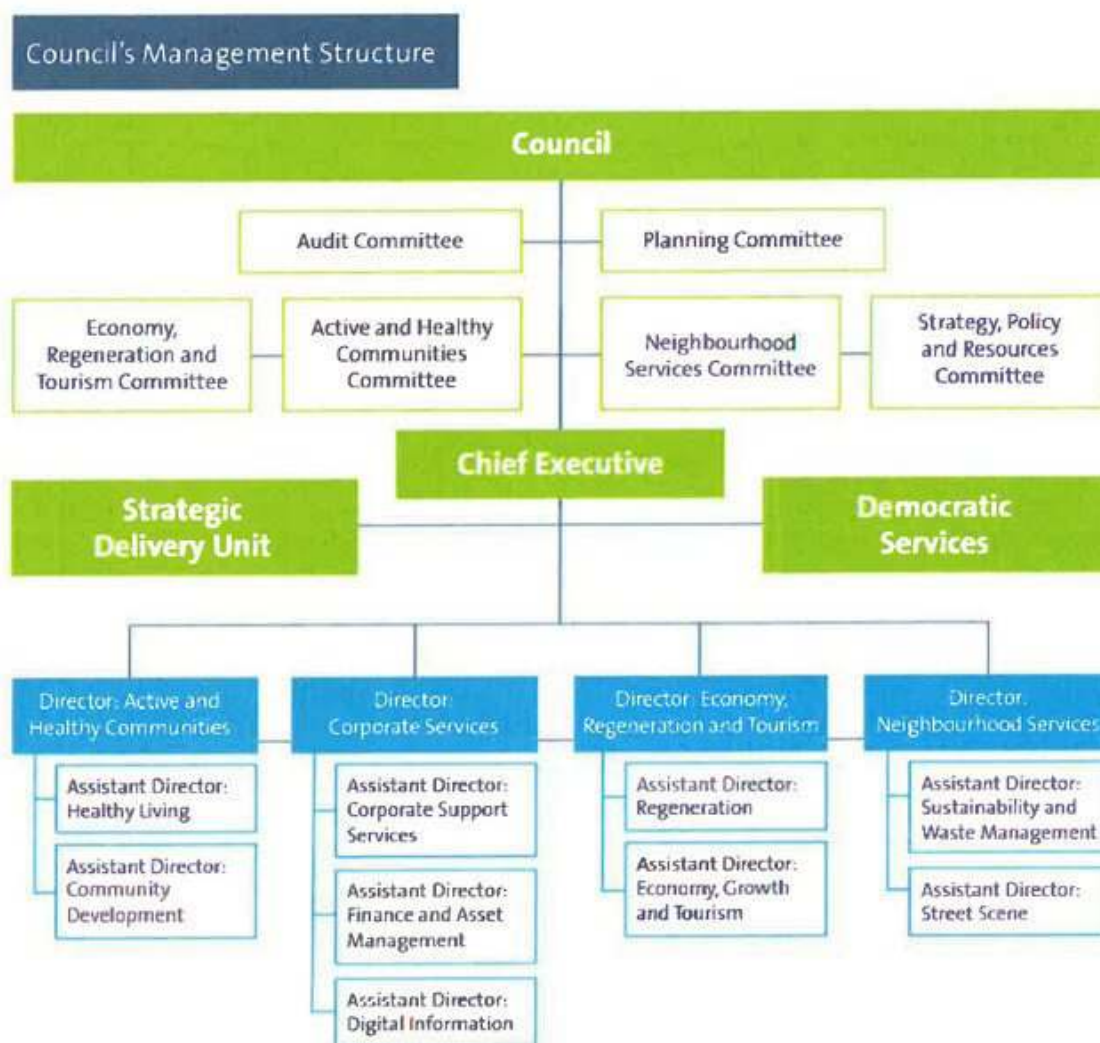 Council's Management Structure
Council
Audit Committee
Planning Committee
Economy,
Regeneration and
Tourism Committee
Active and Healthy
Communities
Committee
Neighbourhood
Services Committee
Strategy, Policy
and Resources
Committee
Chief Executive
Strategic
Delivery Unit
Democratic
Services
Director: Active and
Healthy Communities
Assistant Director:
Healthy Living
Assistant Director:
Community
Development
Director:
Corporate Services
Assistant Director:
Corporate Support
Services
Assistant Director:
Finance and Asset
Management
Assistant Director:
Digital Information
Director: Economy,
Regeneration and Tourism
Assistant Director:
Regeneration
Assistant Director:
Economy, Growth
and Tourism
Director:
Neighbourhood Services
Assistant Director:
Sustainability and
Waste Management
Assistant Director:
Street Scene